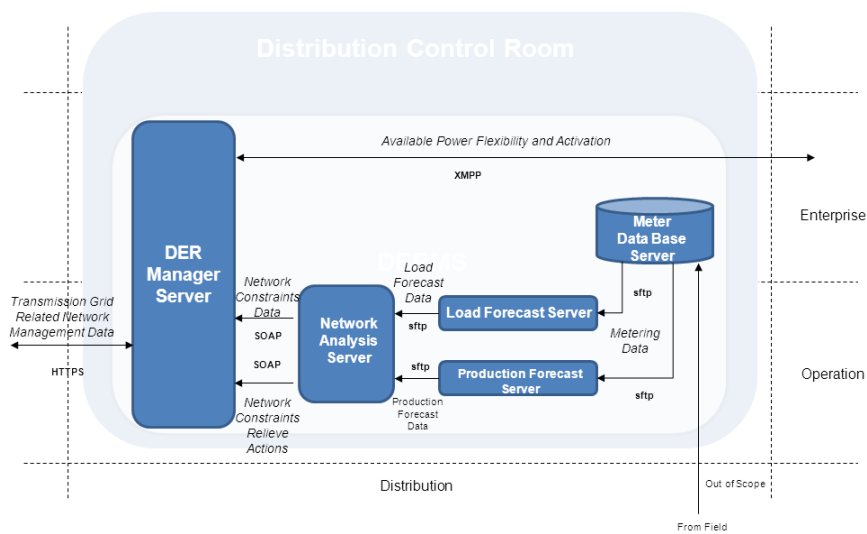 Distribution Control Room
Available Power Flexibility and Activation
XMPP
Enterprise
Meter
Data Base
Server
DER
Manager
Server
Load
Forecast
Data
Network
Constraints
Data
sftp
Transmission Grid
Related Network
Management Data
HTTPS
Network
Analysis
Server
Load Forecast Server
sftp
SOAP
Metering
Data
SOAP
sftp
Production Forecast
Server
Operation
sftp
Network
Constraints
Relieve
Actions
Production
Forecast
Data
Distribution
Out of Scope
From Field